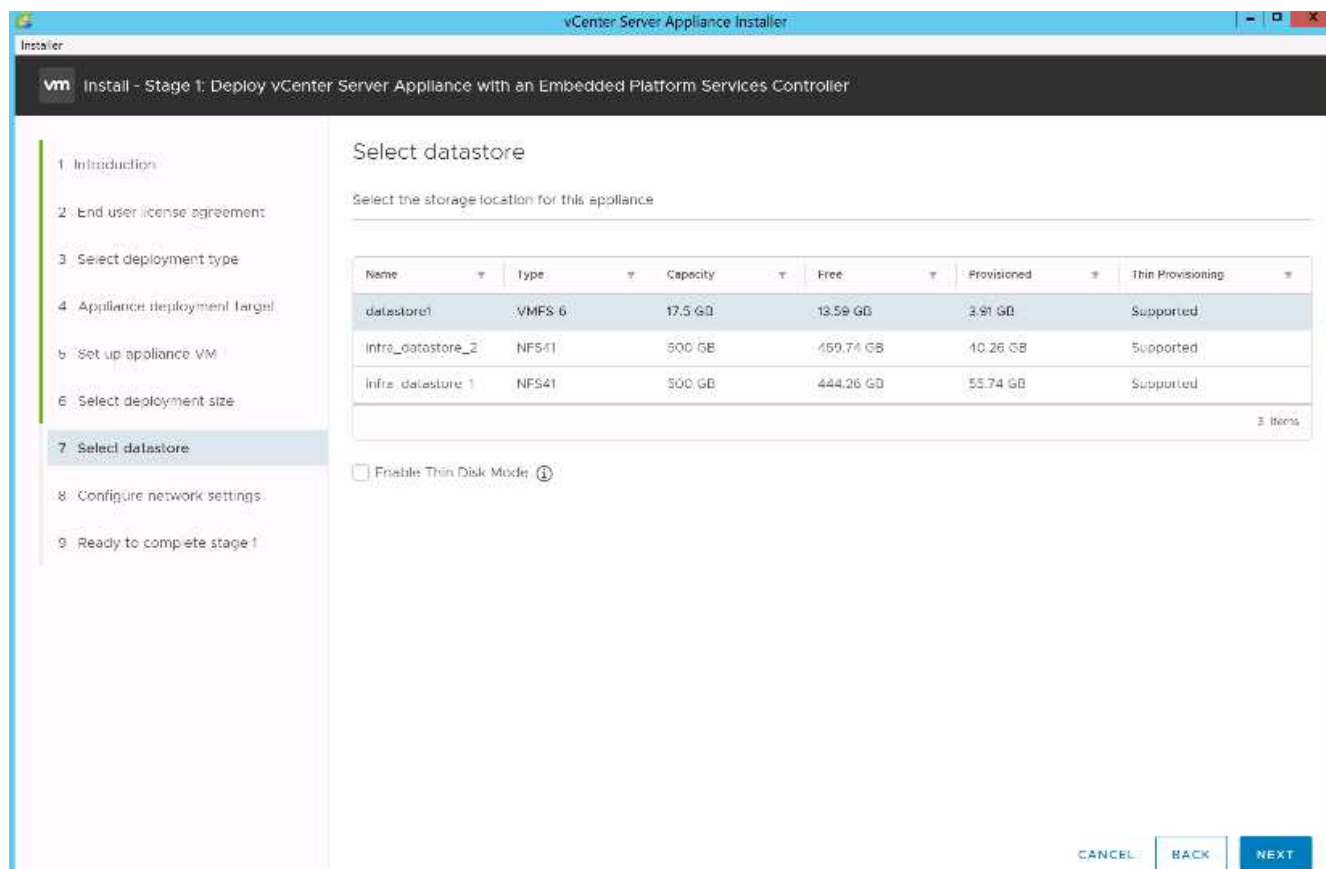 vCenter Server Appliance Installer
Installer
vm Install - Stage 1: Deploy vCenter Server Appliance with an Embedded Platform Services Controller
1 Introduction
2 End user license agreement
3 Select deployment type
4 Appliance deployment target
5 Set up appliance VM
6 Select deployment size
7 Select datastore
8 Configure network settings
9 Ready to complete stage 1
Select datastore
Select the storage location for this appliance
Name Type Capacity Free Provisioned Thin Provisioning
datastore1 VMFS-6 17.5 GB 13.59 GB 3.91 GB Supported
infra_datastore_2 NFS41 500 GB 459.74 GB 40.26 GB Supported
infra_datastore_1 NFS41 500 GB 444.26 GB 55.74 GB Supported
3 items
Enable Thin Disk Mode
CANCEL BACK NEXT